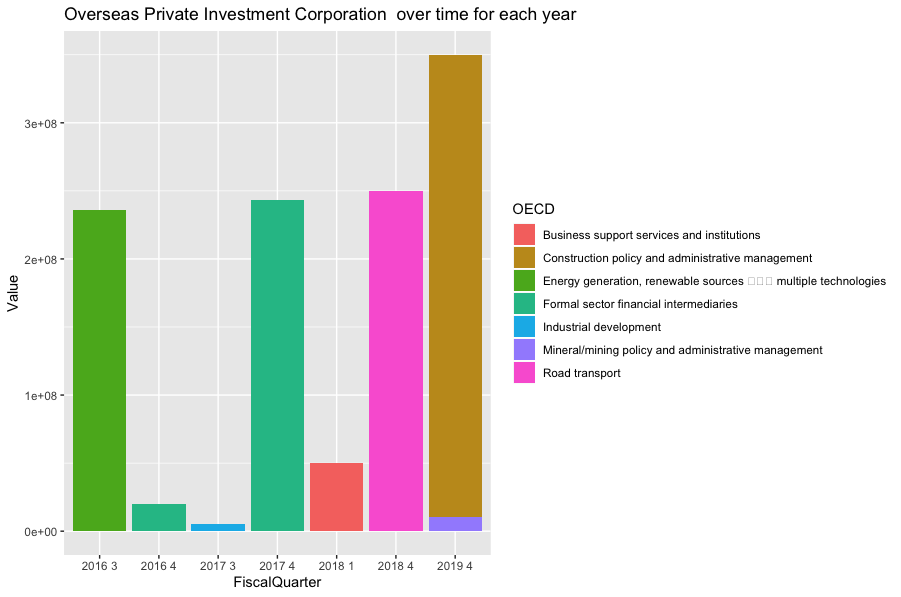 Overseas Private Investment Corporation  over time for each year
Value
3e+08
2e+08
1e+08
0e+00
2016 3
2016 4
2017 3
2017 4
2018 1
2018 4
2019 4
FiscalQuarter
OECD
Business support services and institutions
Construction policy and administrative management
Energy generation, renewable sources □□□ multiple technologies
Formal sector financial intermediaries
Industrial development
Mineral/mining policy and administrative management
Road transport